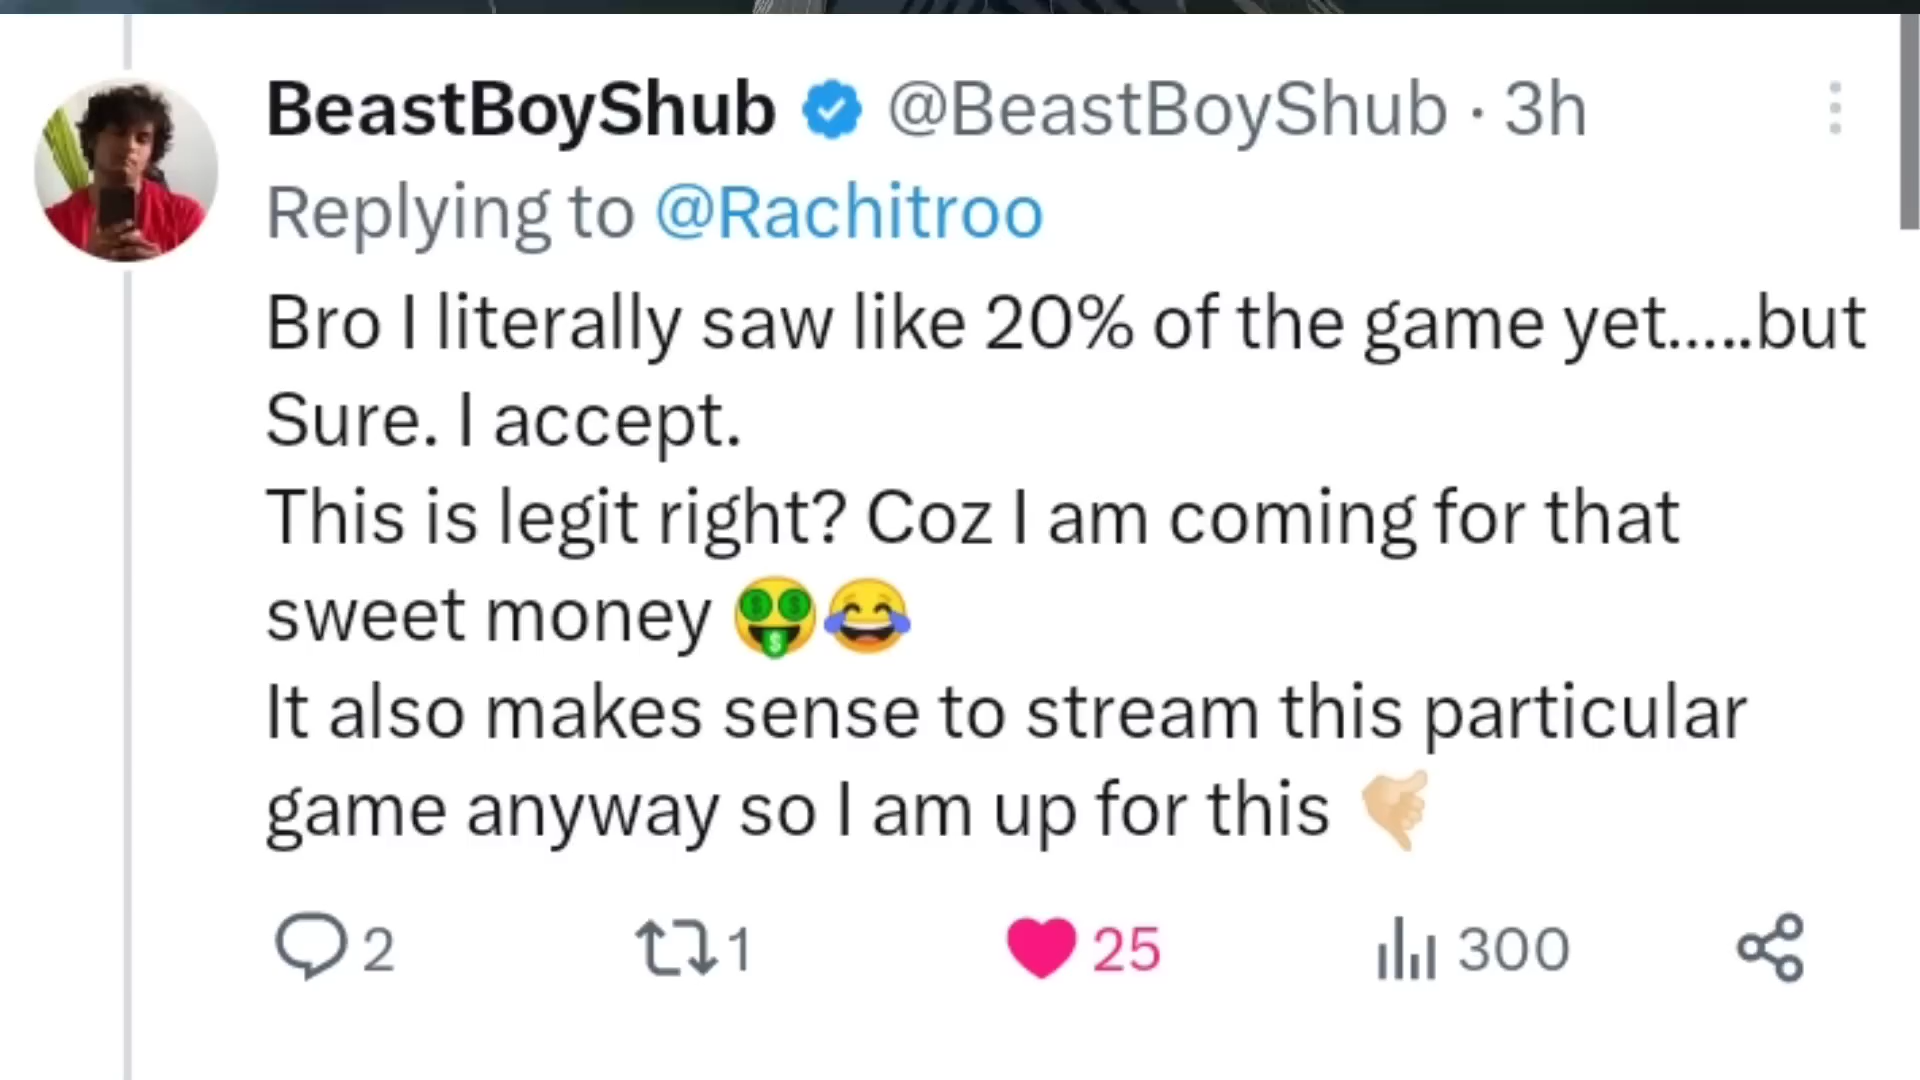 BeastBoyShub @BeastBoyShub · 3h
Replying to @Rachitroo
Bro I literally saw like 20% of the game yet.....but
Sure. I accept.
This is legit right? Coz I am coming for that
sweet money 🤑😂
It also makes sense to stream this particular
game anyway so I am up for this 🤙🏼
2 1 25 300